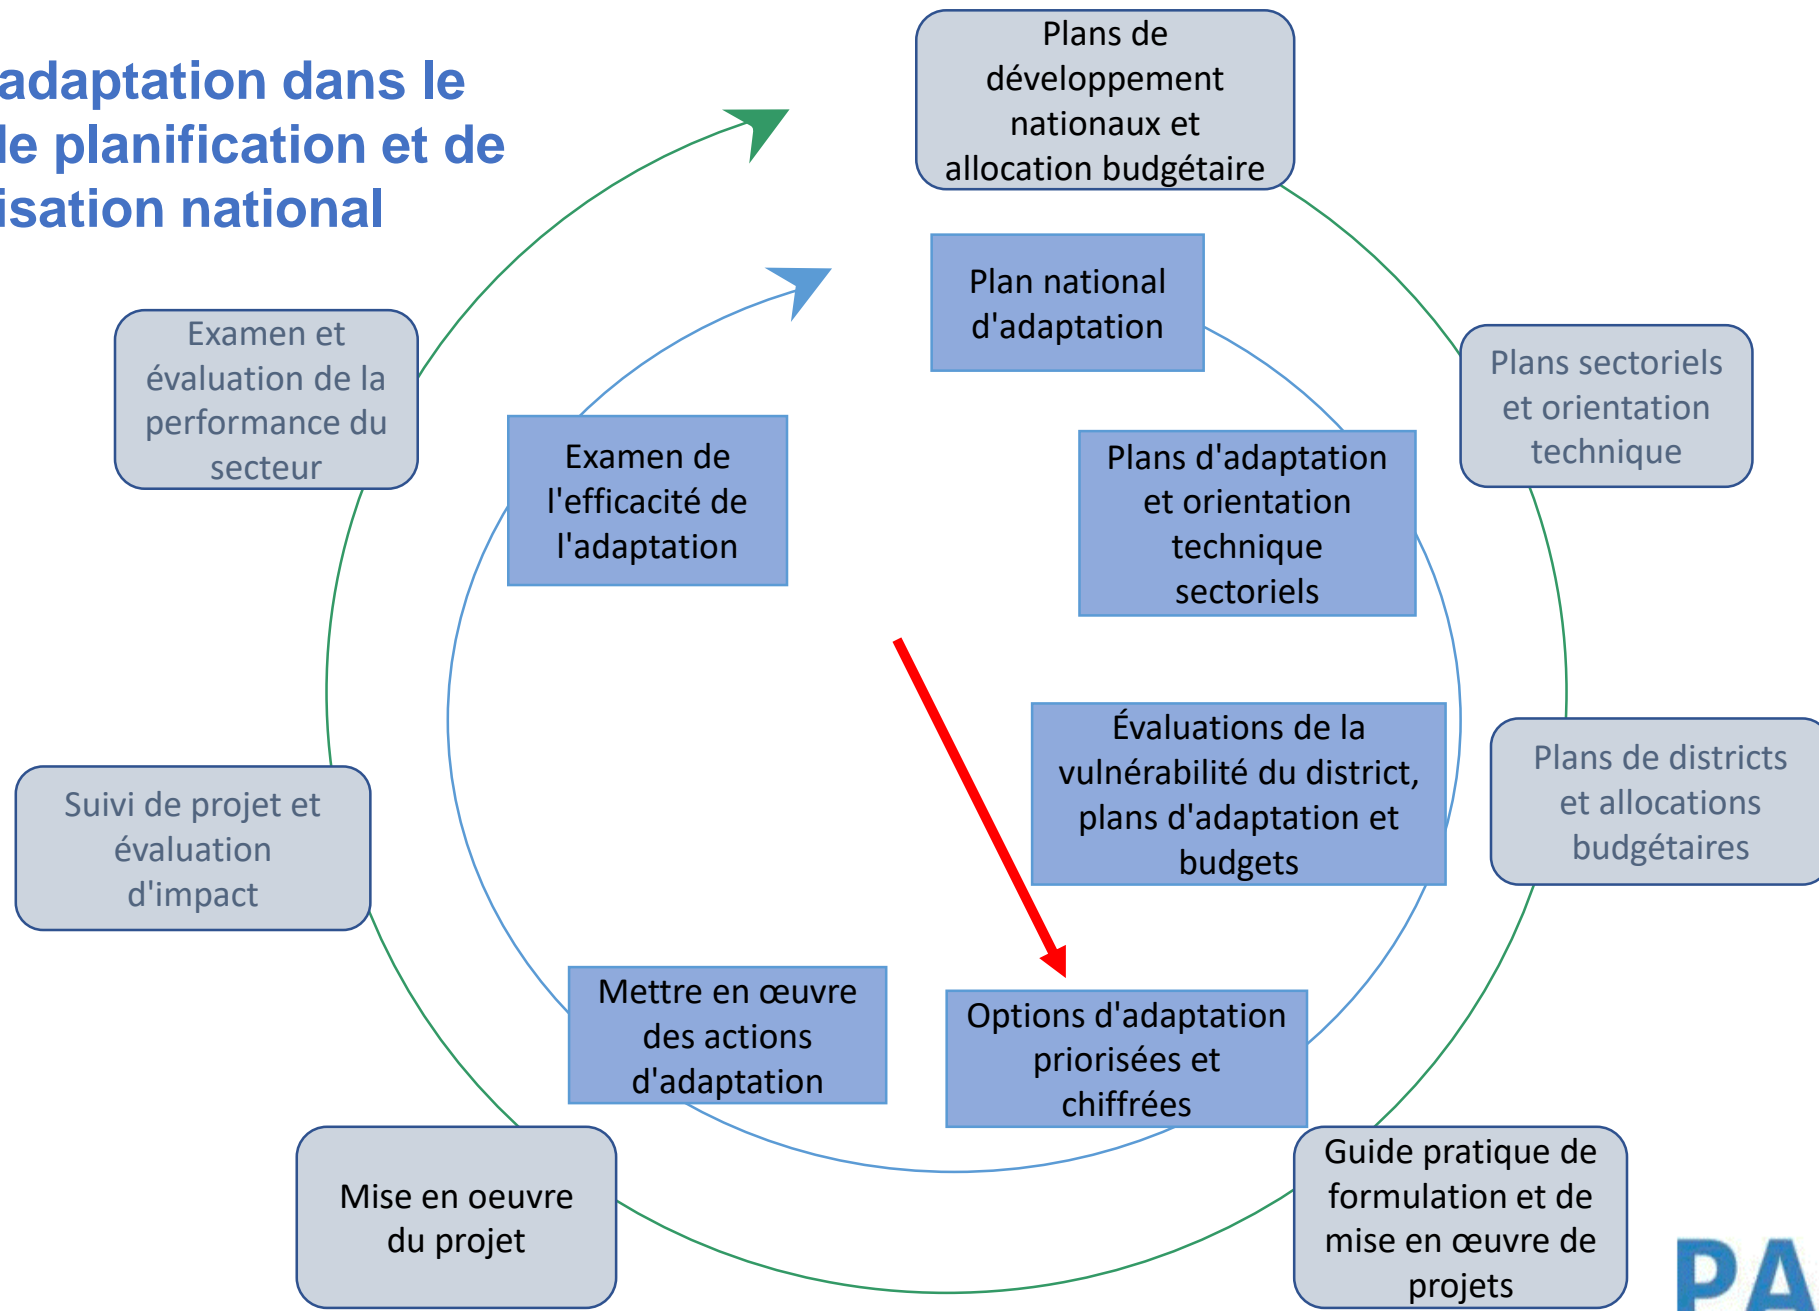 adaptation dans le
de planification et de
isation national
Plans de
développement
nationaux et
allocation budgétaire
Plan national
d'adaptation
Examen et
évaluation de la
performance du
secteur
Plans sectoriels
et orientation
technique
Examen de
l'efficacité de
l'adaptation
Plans d'adaptation
et orientation
technique
sectoriels
Évaluations de la
vulnérabilité du district,
plans d'adaptation et
budgets
Plans de districts
et allocations
budgétaires
Suivi de projet et
évaluation
d'impact
Mettre en œuvre
des actions
d'adaptation
Options d'adaptation
priorisées et
chiffrées
Mise en oeuvre
du projet
Guide pratique de
formulation et de
mise en œuvre de
projets
PA